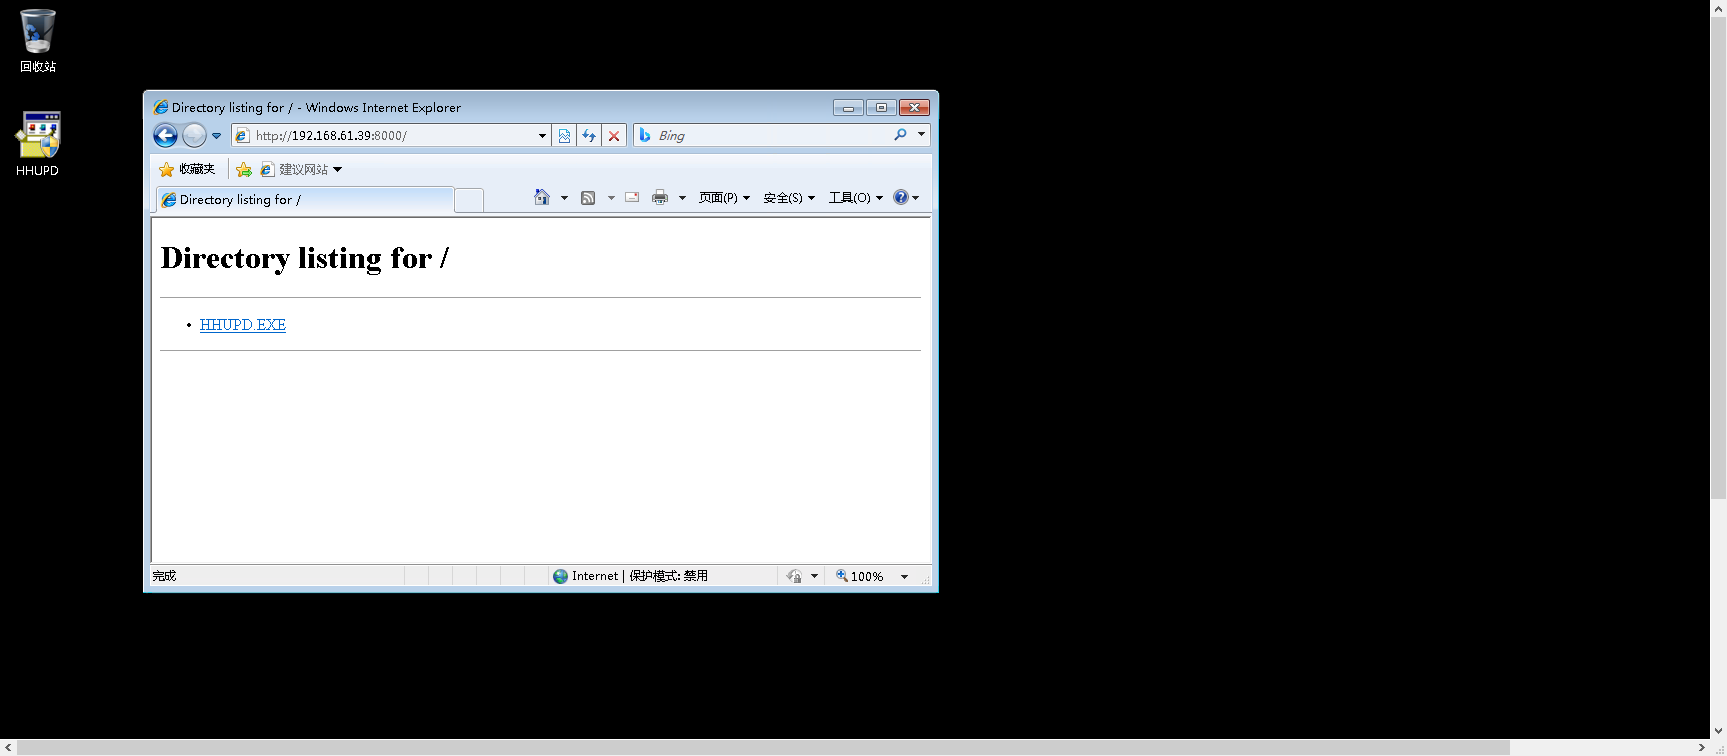 回收站
HHUPD
Directory listing for / - Windows Internet Explorer
http://192.168.61.39:8000/
Bing
收藏夹
建议网站
Directory listing for /
页面(P)
安全(S)
工具(O)
Directory listing for /
HHUPD.EXE
完成
Internet | 保护模式: 禁用
100%